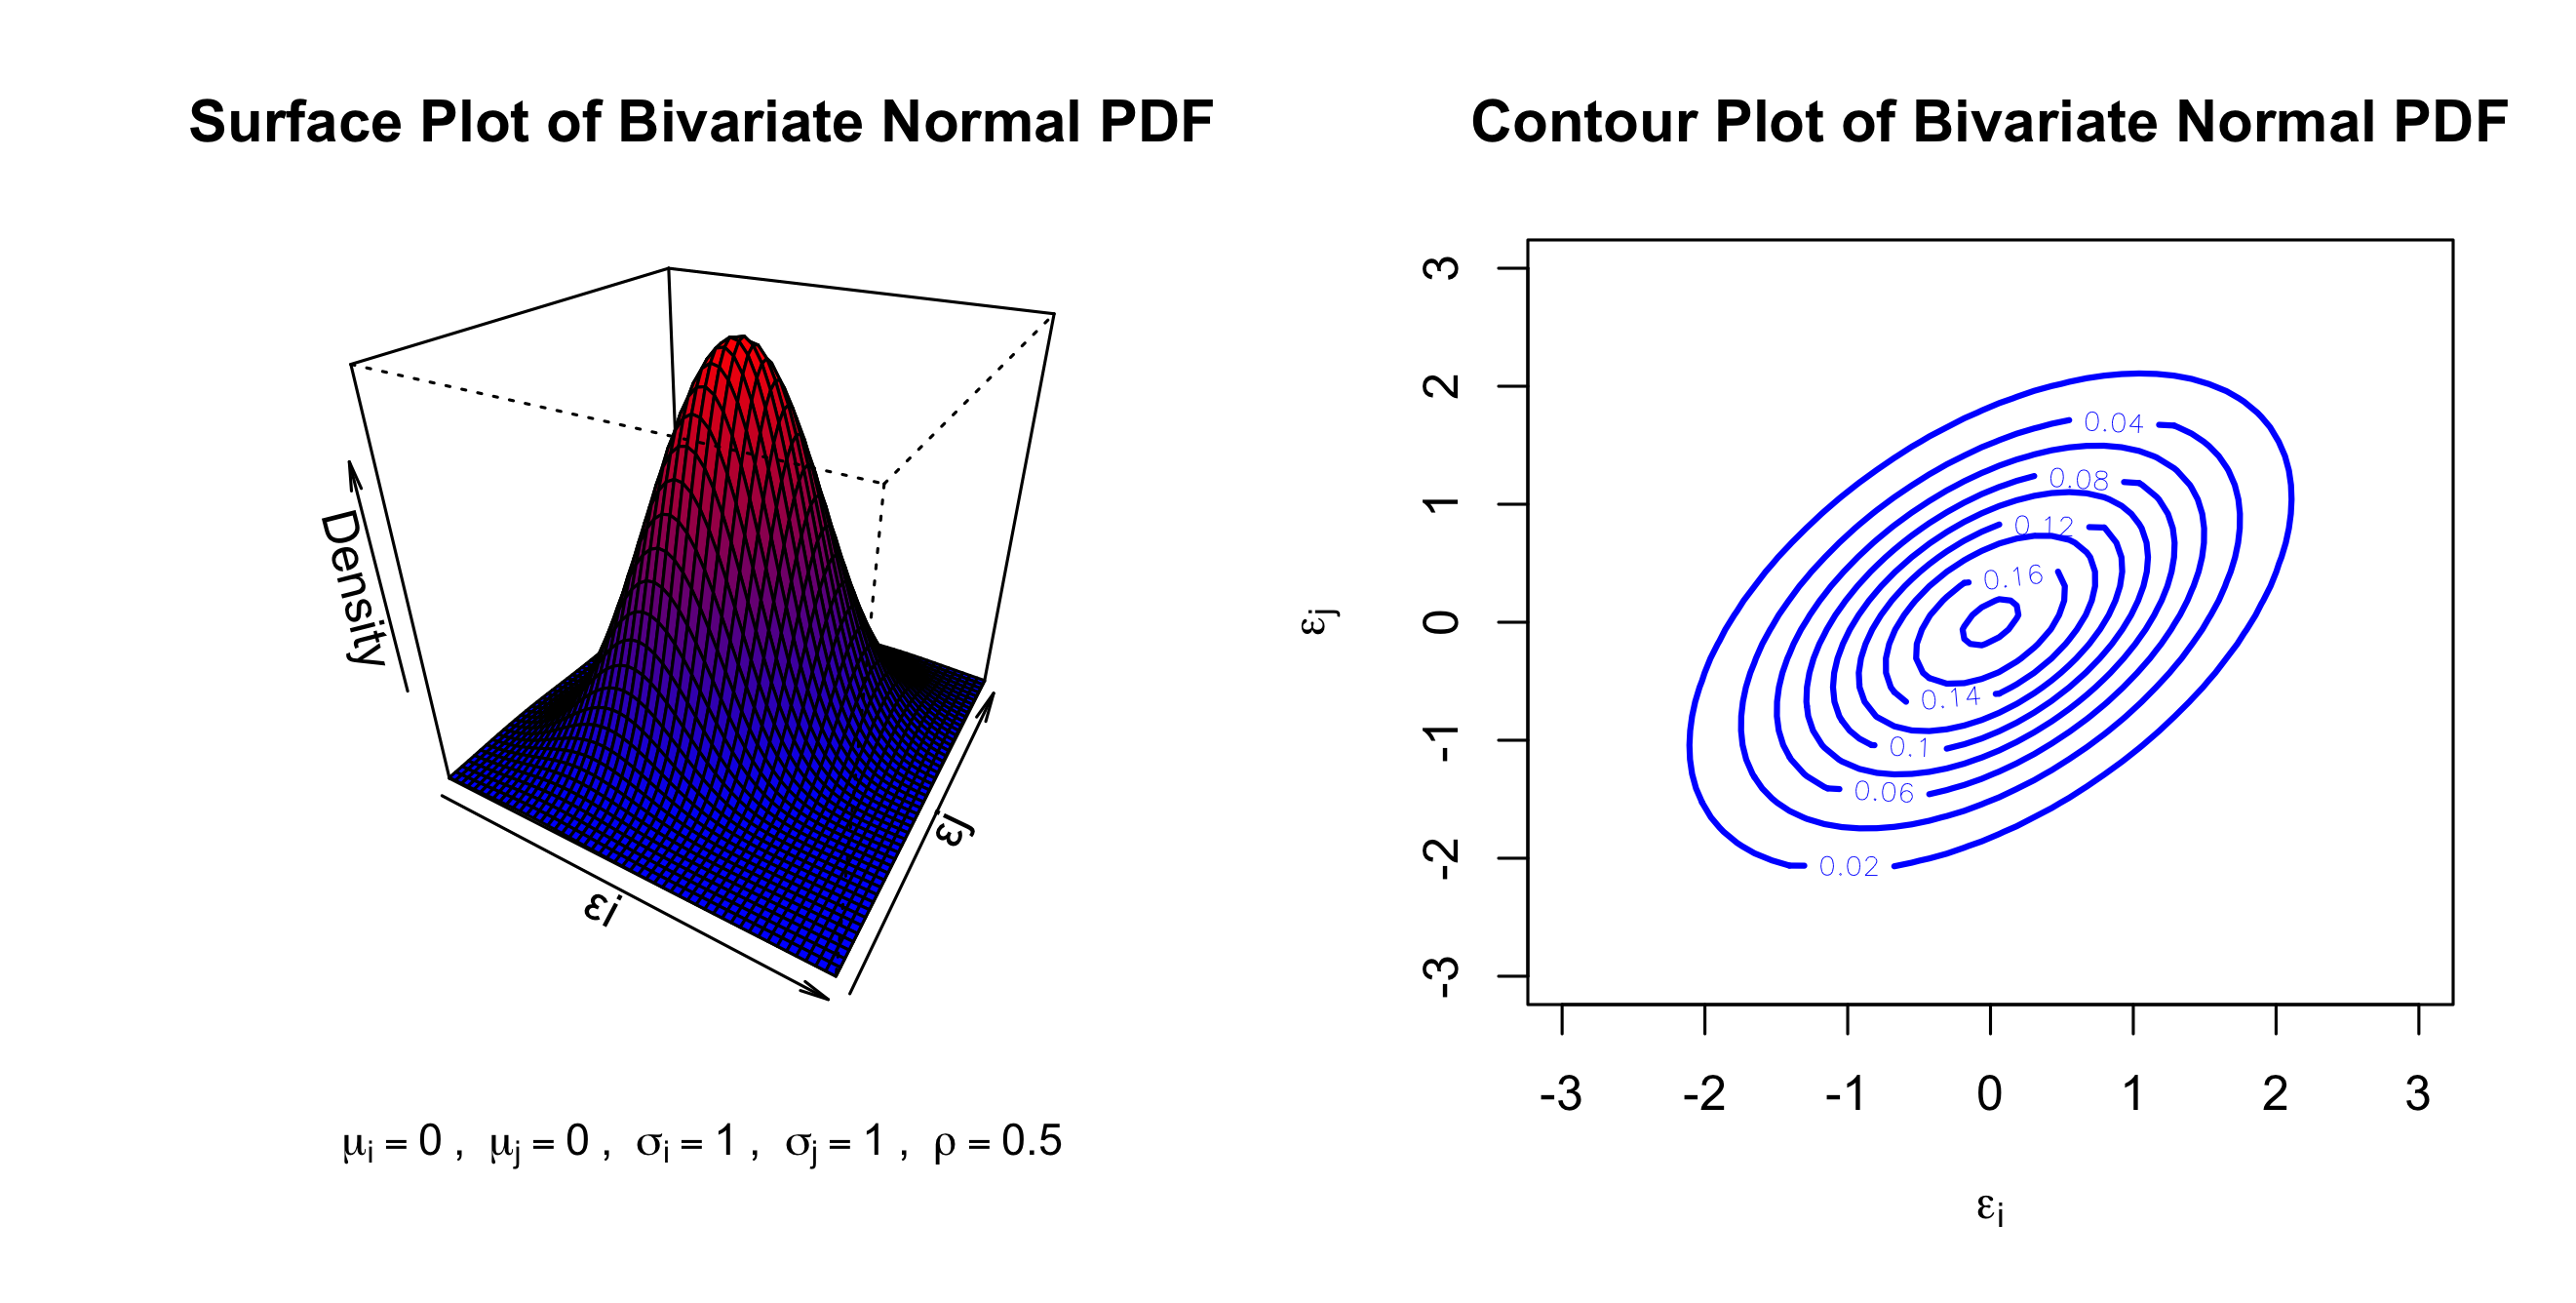 Surface Plot of Bivariate Normal PDF
Density
εi
εj
μi = 0 , μj = 0 , σi = 1 , σj = 1 , ρ = 0.5
Contour Plot of Bivariate Normal PDF
εj
3
2
1
0
-1
-2
-3
0.04
0.08
0.12
0.16
0.14
0.1
0.06
0.02
-3 -2 -1 0 1 2 3
εi